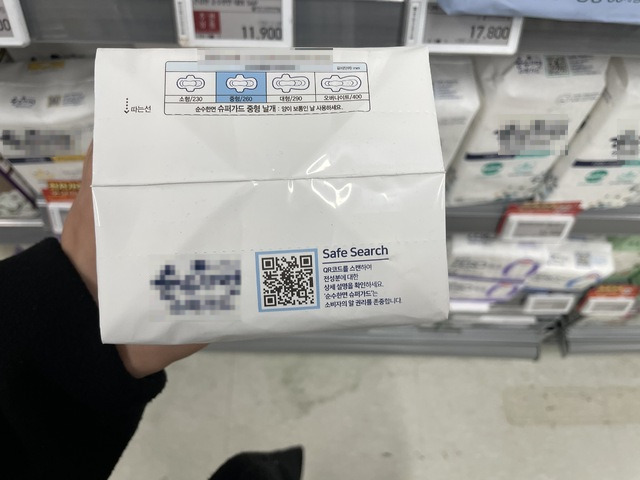 11,900
17,800
소형/230
중형/260
대형/290
오버나이트/400
따는선
순수한면 슈퍼가드 중형 날개 : 양이 보통인 날 사용하세요.
Safe Search
QR코드를 스캔하여
전성분에 대한
상세 설명을 확인하세요.
'순수한면 슈퍼가드'는
소비자의 알 권리를 존중합니다.